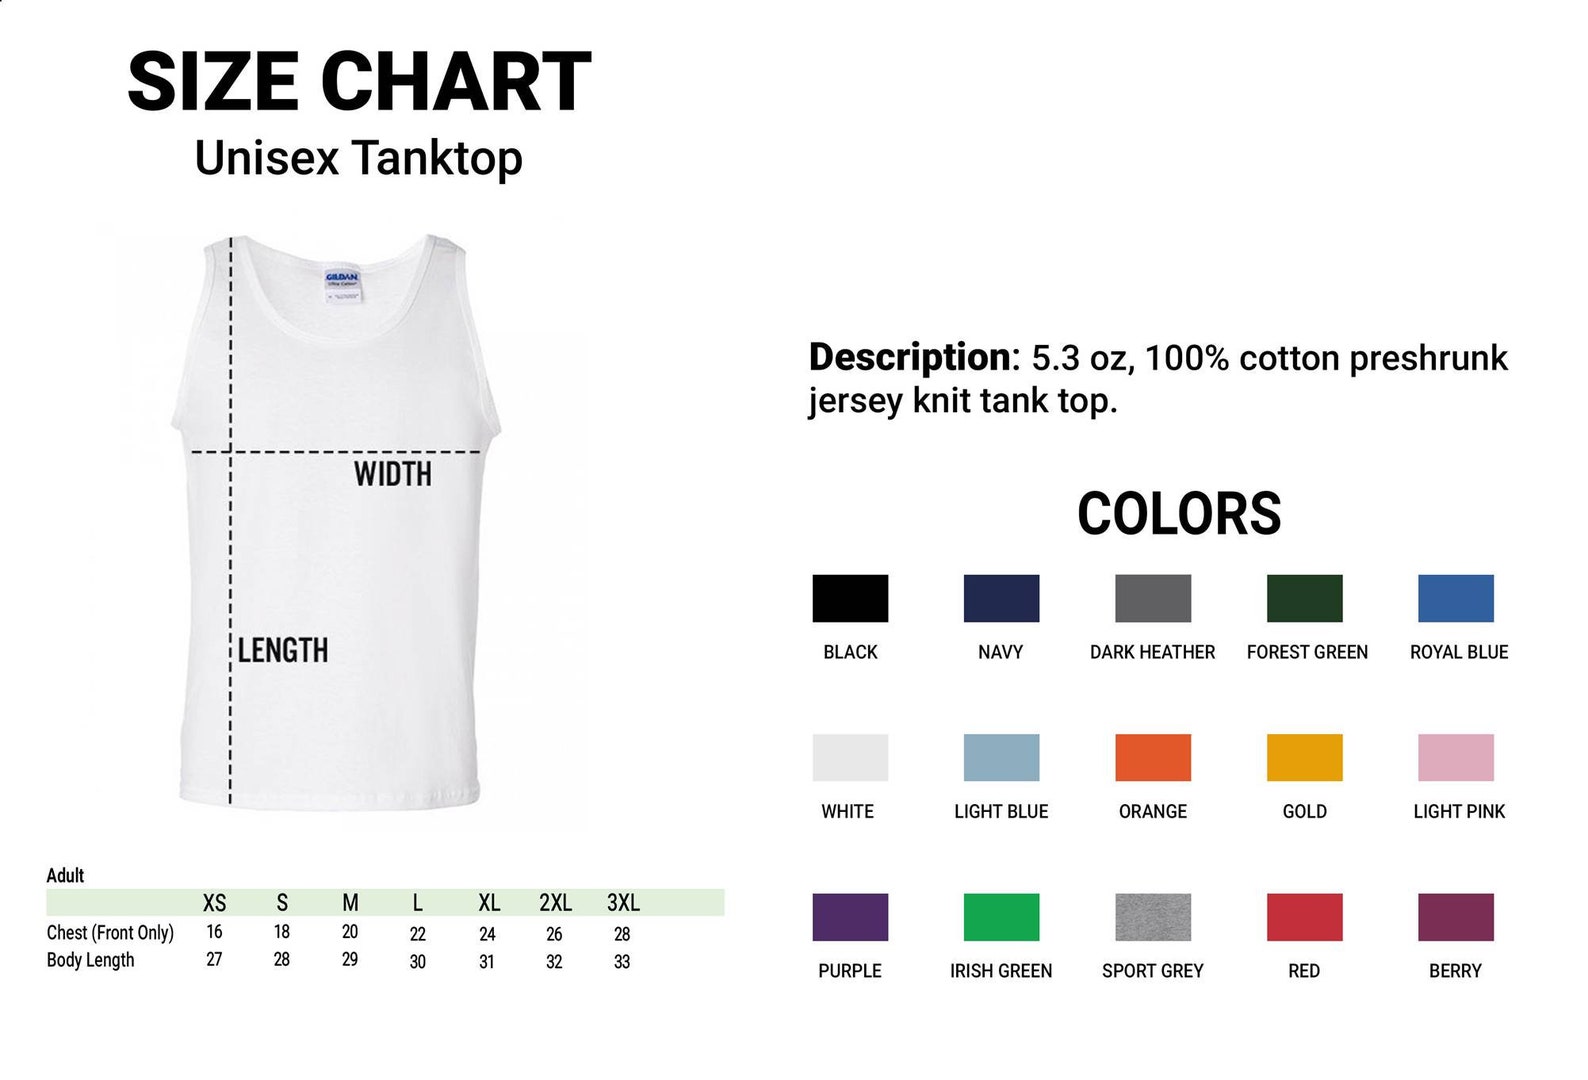 SIZE CHART
Unisex Tanktop
GILDAN
Ultra Cotton
WIDTH
LENGTH
Adult
XS S M L XL 2XL 3XL
Chest (Front Only) 16 18 20 22 24 26 28
Body Length 27 28 29 30 31 32 33
Description: 5.3 oz, 100% cotton preshrunk
jersey knit tank top.
COLORS
BLACK NAVY DARK HEATHER FOREST GREEN ROYAL BLUE
WHITE LIGHT BLUE ORANGE GOLD LIGHT PINK
PURPLE IRISH GREEN SPORT GREY RED BERRY